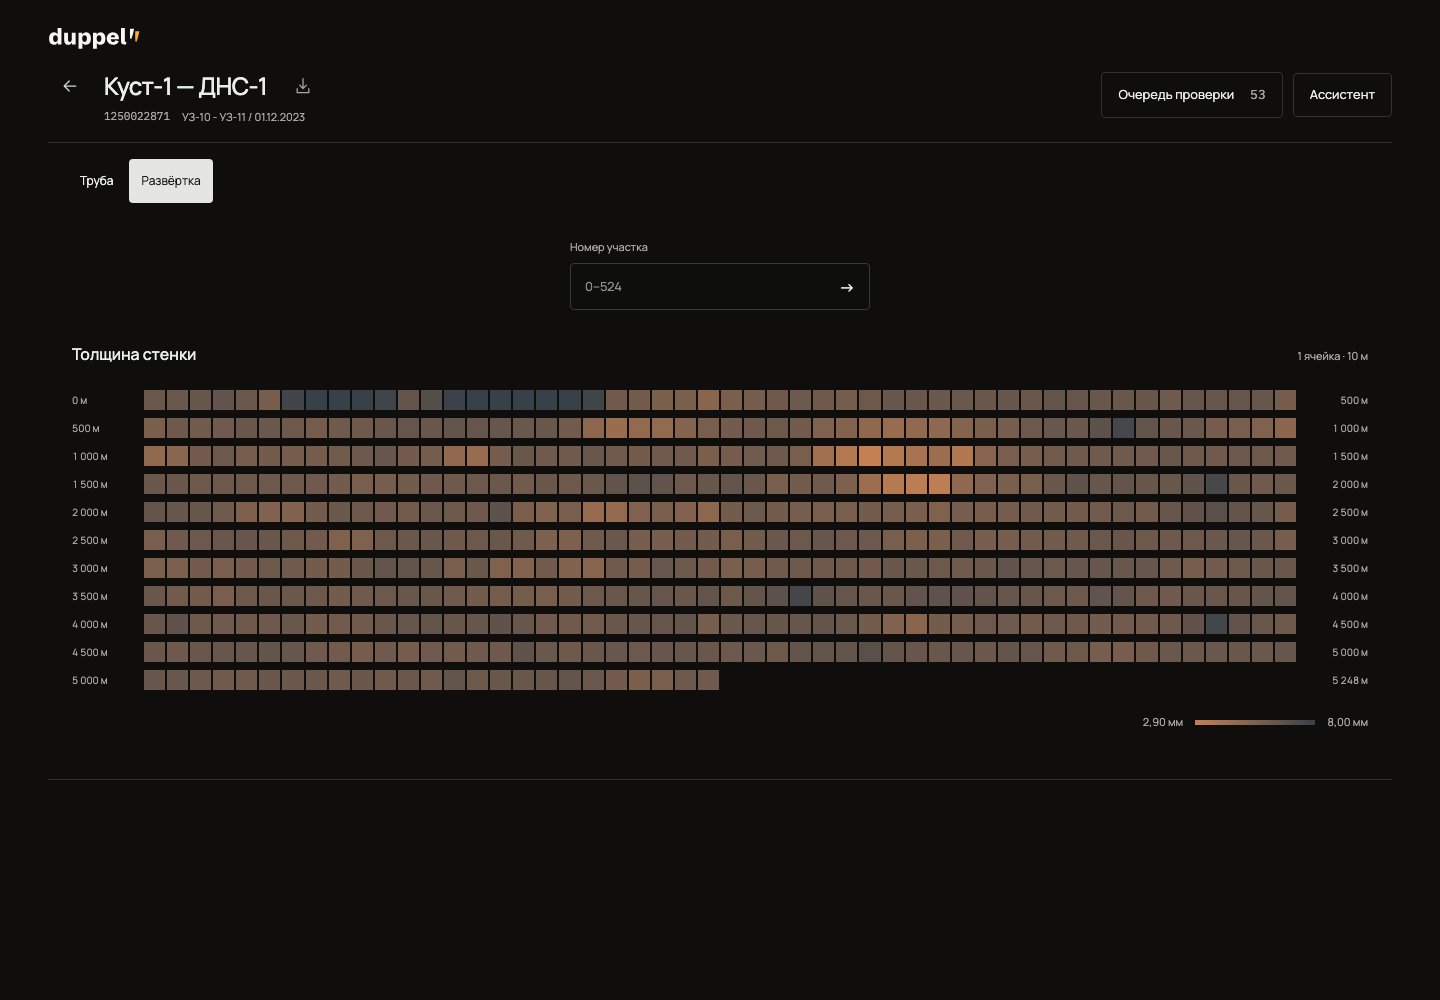 duppel
Куст-1 — ДНС-1
1250022871 УЗ-10 - УЗ-11 / 01.12.2023
Очередь проверки 53
Ассистент
Труба
Развёртка
Номер участка
0–524
Толщина стенки
1 ячейка · 10 м
0 м 500 м
500 м 1 000 м
1 000 м 1 500 м
1 500 м 2 000 м
2 000 м 2 500 м
2 500 м 3 000 м
3 000 м 3 500 м
3 500 м 4 000 м
4 000 м 4 500 м
4 500 м 5 000 м
5 000 м 5 248 м
2,90 мм 8,00 мм